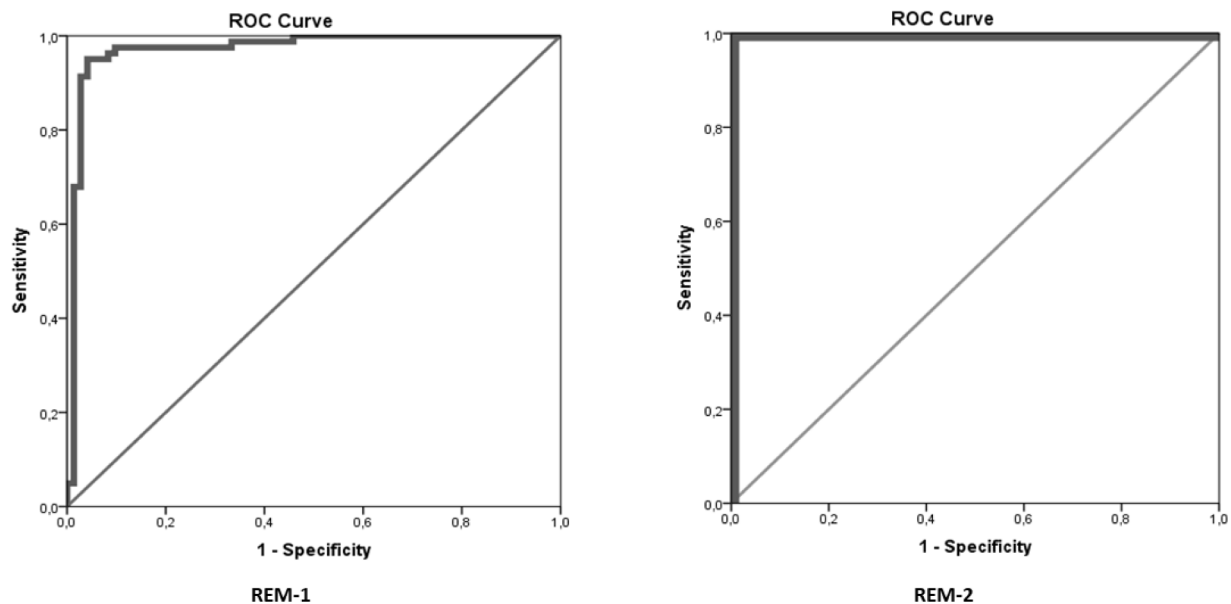 ROC Curve
1,0
0,8
0,6
0,4
0,2
0,0
0,0 0,2 0,4 0,6 0,8 1,0
Sensitivity
1 - Specificity
REM-1
ROC Curve
1,0
0,8
0,6
0,4
0,2
0,0
0,0 0,2 0,4 0,6 0,8 1,0
Sensitivity
1 - Specificity
REM-2